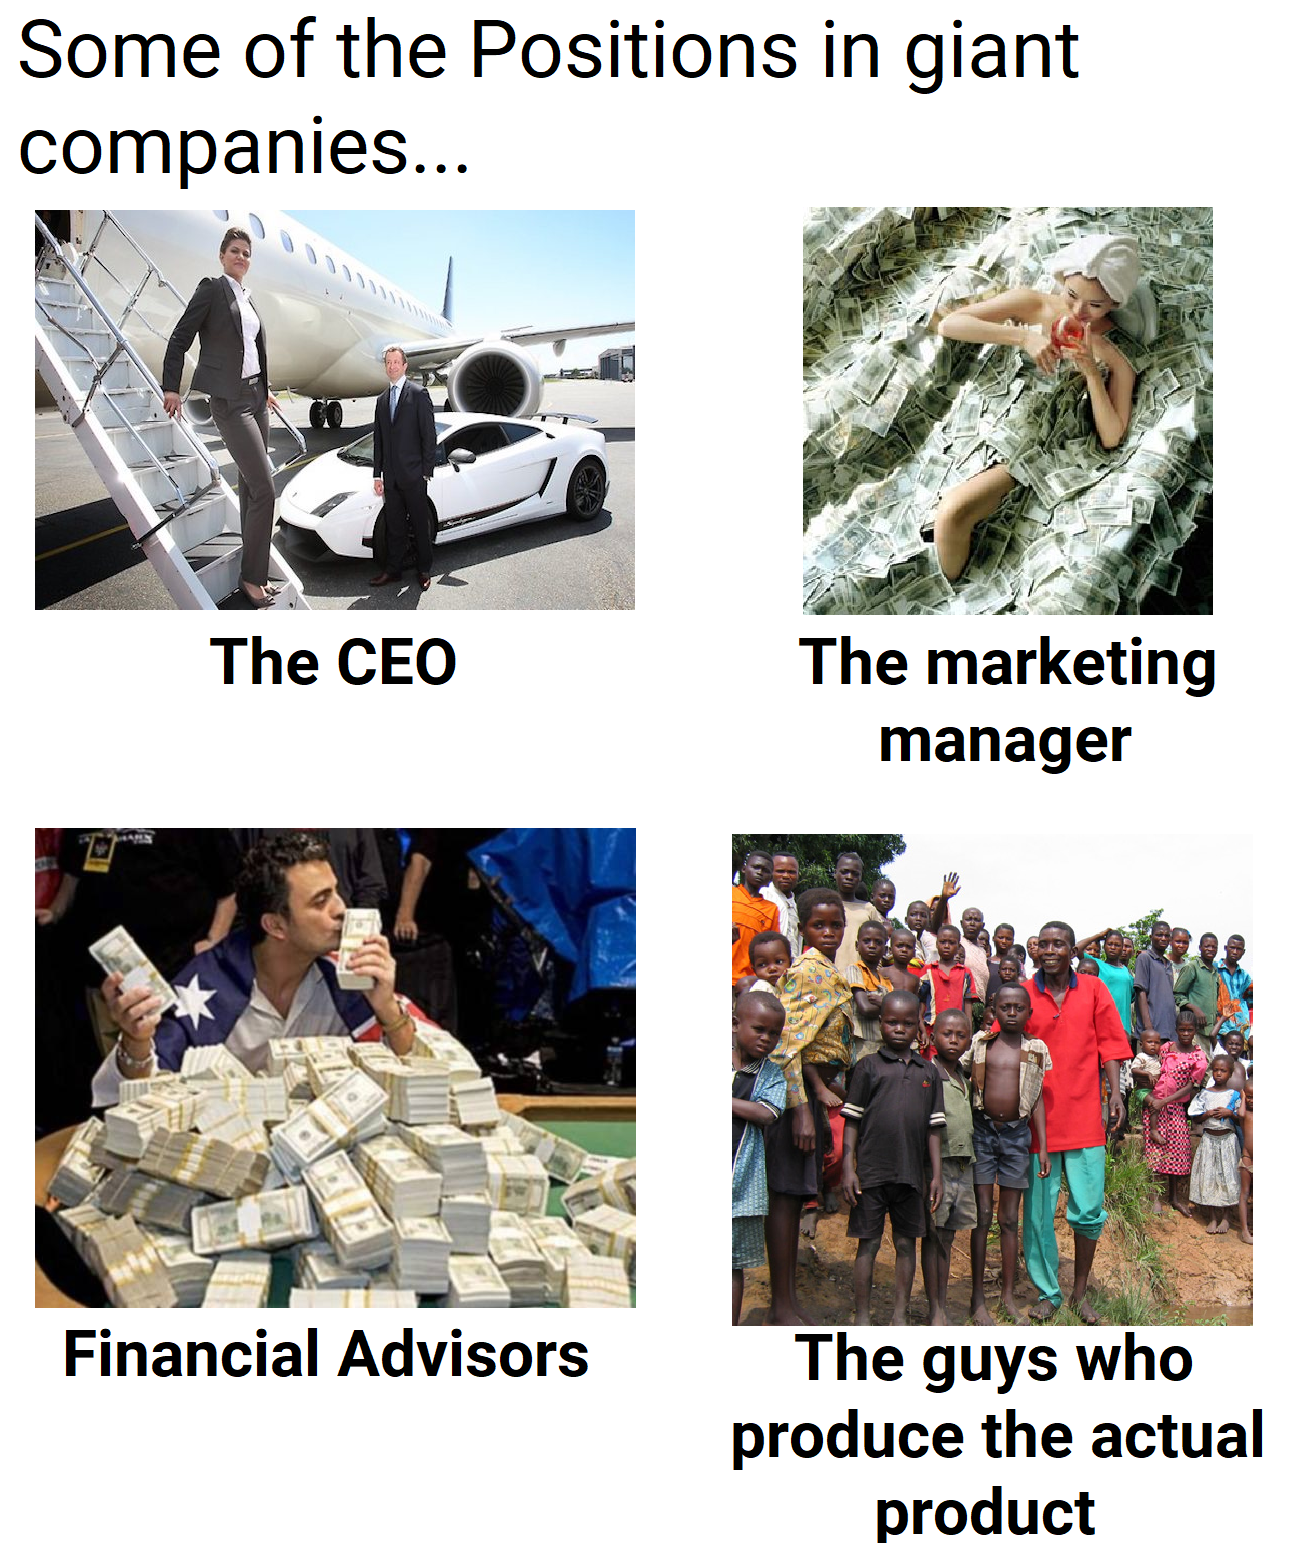 Some of the Positions in giant
companies...
The CEO
The marketing
manager
Financial Advisors
The guys who
produce the actual
product